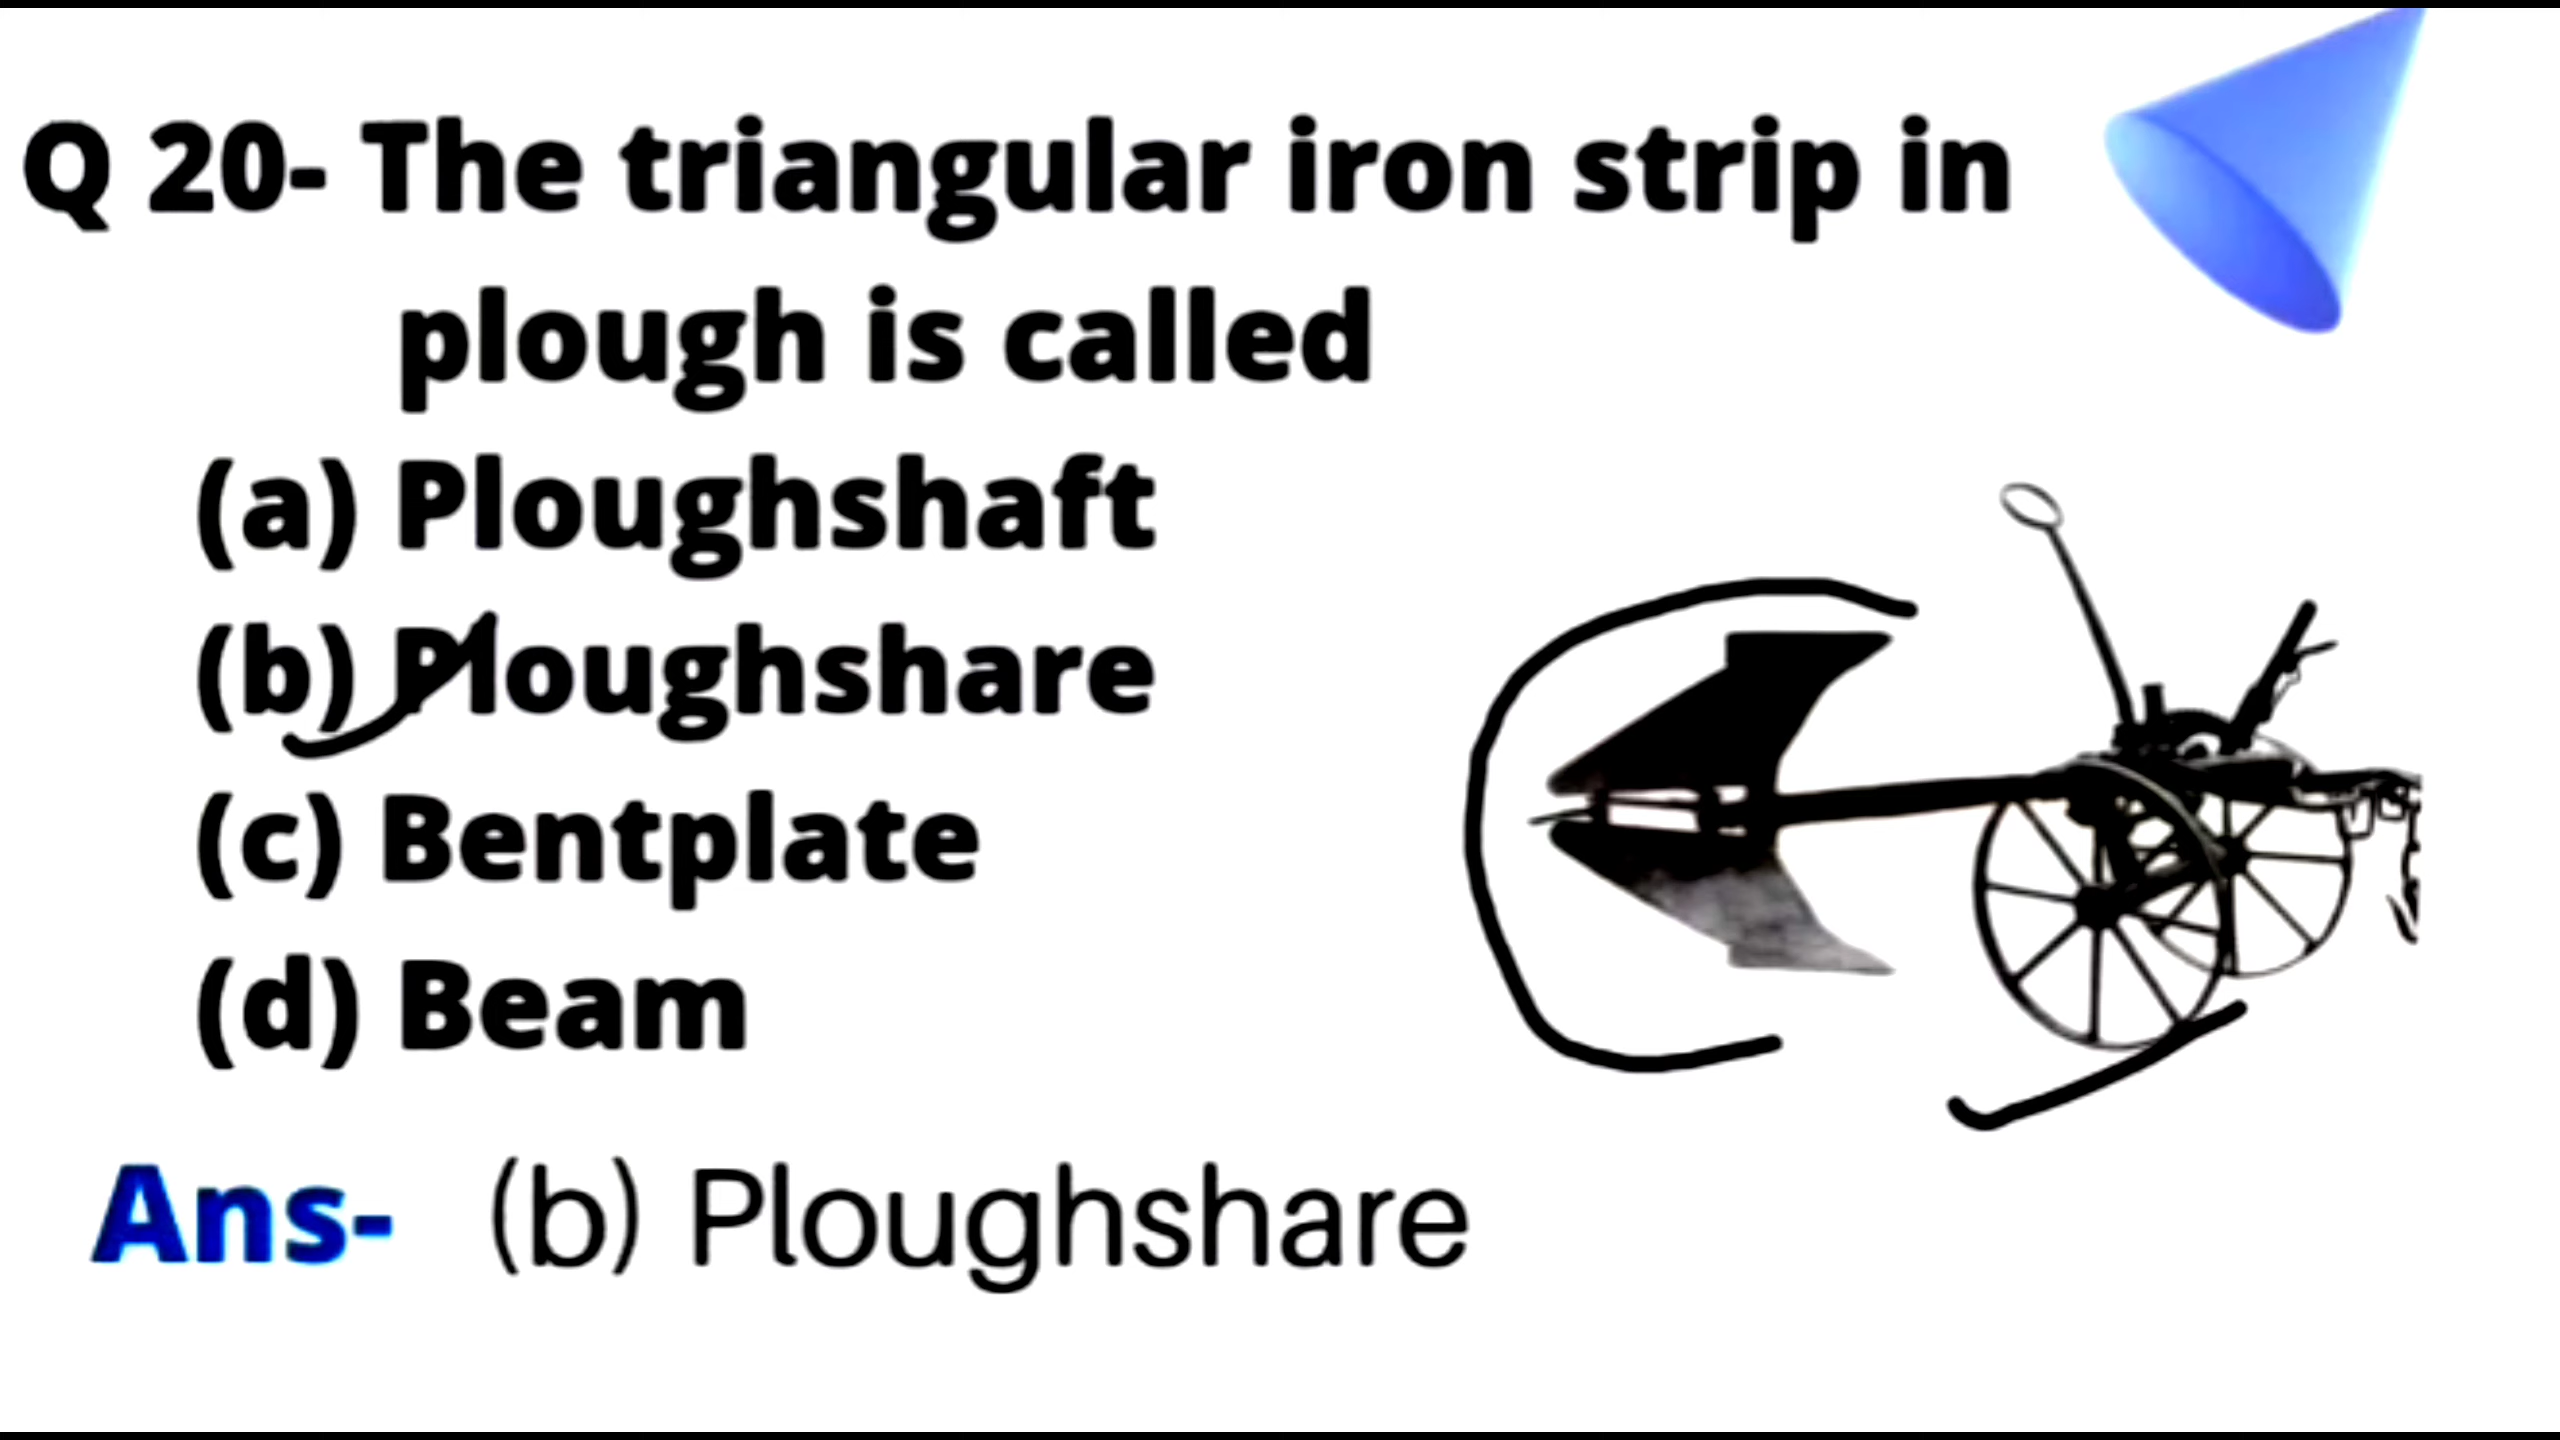 Q 20- The triangular iron strip in
plough is called
(a) Ploughshaft
(b) Ploughshare
(c) Bentplate
(d) Beam
Ans- (b) Ploughshare